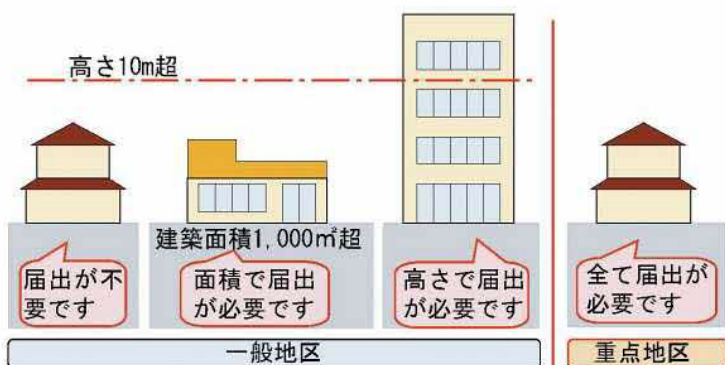 高さ10m超
建築面積1,000㎡超
届出が不
要です
面積で届出
が必要です
高さで届出
が必要です
全て届出が
必要です
一般地区
重点地区